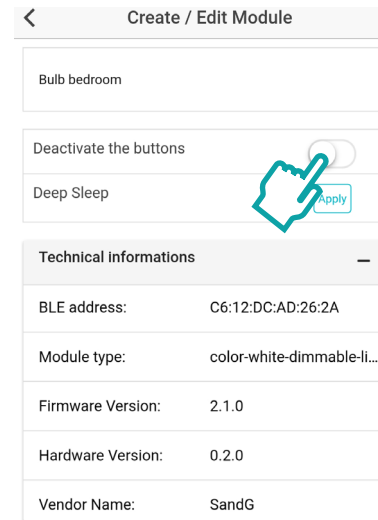 Create / Edit Module
Bulb bedroom
Deactivate the buttons
Deep Sleep
Apply
Technical informations
BLE address: C6:12:DC:AD:26:2A
Module type: color-white-dimmable-li...
Firmware Version: 2.1.0
Hardware Version: 0.2.0
Vendor Name: SandG